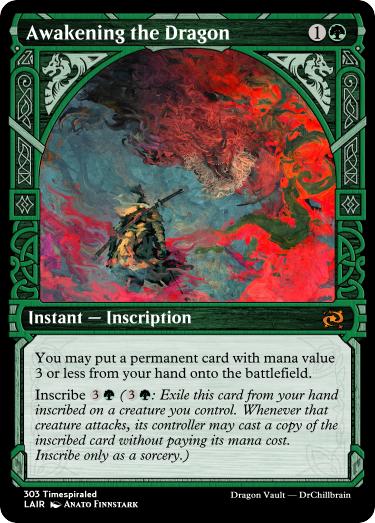 Awakening the Dragon 1
Instant — Inscription
You may put a permanent card with mana value
3 or less from your hand onto the battlefield.
Inscribe 3 (3 : Exile this card from your hand
inscribed on a creature you control. Whenever that
creature attacks, its controller may cast a copy of the
inscribed card without paying its mana cost.
Inscribe only as a sorcery.)
303 Timespiraled
LAIR Anato Finnstark
Dragon Vault — DrChillbrain